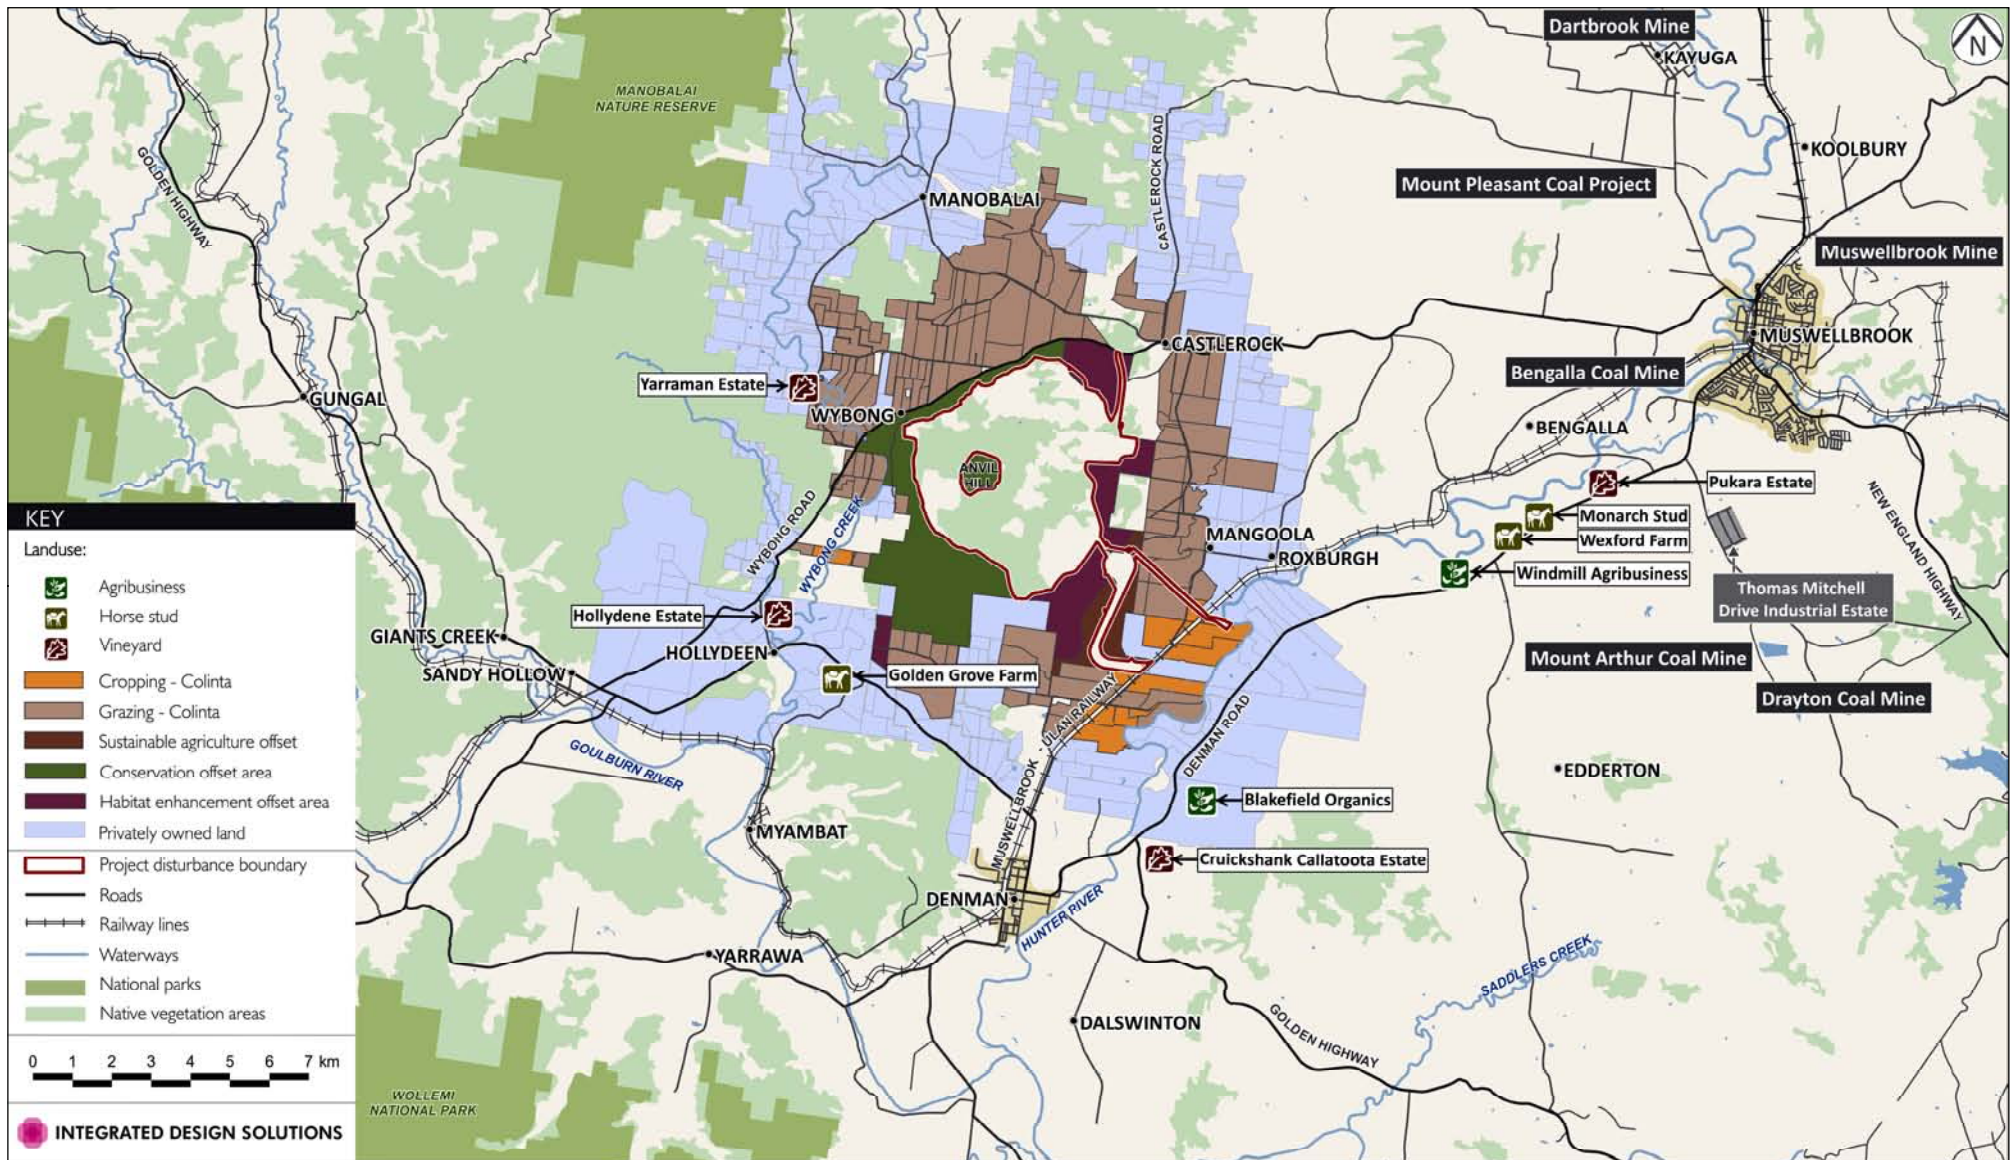 Dartbrook Mine
N
KAYUGA
MANOBALAI
NATURE RESERVE
GOLDEN HIGHWAY
CASTLEROCK ROAD
KOOLBURY
Mount Pleasant Coal Project
MANOBALAI
Muswellbrook Mine
MUSWELLBROOK
CASTLEROCK
Bengalla Coal Mine
Yarraman Estate
GUNGAL
WYBONG
BENGALLA
ANVIL
HILL
Pukara Estate
NEW ENGLAND HIGHWAY
Monarch Stud
WYBONG ROAD
WYBONG CREEK
MANGOOLA
Wexford Farm
ROXBURGH
Windmill Agribusiness
Thomas Mitchell
Drive Industrial Estate
Hollydene Estate
GIANTS CREEK
HOLLYDEEN
Mount Arthur Coal Mine
SANDY HOLLOW
Golden Grove Farm
Drayton Coal Mine
MUSWELLBROOK - ULAN RAILWAY
DENMAN ROAD
GOULBURN RIVER
EDDERTON
Blakefield Organics
MYAMBAT
Cruickshank Callatoota Estate
DENMAN
HUNTER RIVER
YARRAWA
SADDLERS CREEK
DALSWINTON
GOLDEN HIGHWAY
WOLLEMI
NATIONAL PARK
KEY
Landuse:
Agribusiness
Horse stud
Vineyard
Cropping - Colinta
Grazing - Colinta
Sustainable agriculture offset
Conservation offset area
Habitat enhancement offset area
Privately owned land
Project disturbance boundary
Roads
Railway lines
Waterways
National parks
Native vegetation areas
0 1 2 3 4 5 6 7 km
INTEGRATED DESIGN SOLUTIONS